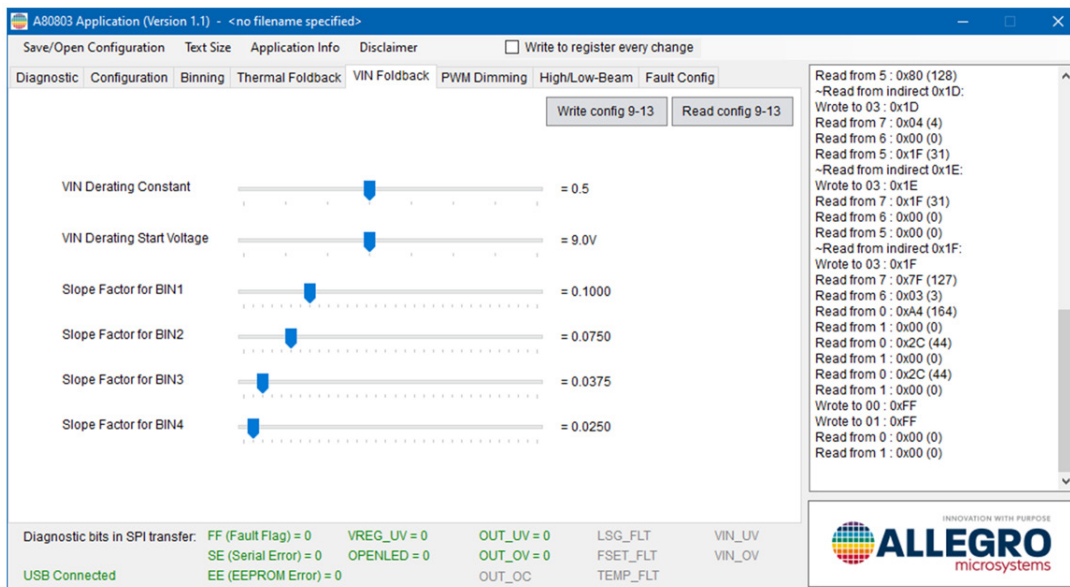 A80803 Application (Version 1.1) - <no filename specified>
Save/Open Configuration Text Size Application Info Disclaimer Write to register every change
Diagnostic Configuration Binning Thermal Foldback VIN Foldback PWM Dimming High/Low-Beam Fault Config
Write config 9-13 Read config 9-13
VIN Derating Constant = 0.5
VIN Derating Start Voltage = 9.0V
Slope Factor for BIN1 = 0.1000
Slope Factor for BIN2 = 0.0750
Slope Factor for BIN3 = 0.0375
Slope Factor for BIN4 = 0.0250
Read from 5 : 0x80 (128)
~Read from indirect 0x1D:
Wrote to 03 : 0x1D
Read from 7 : 0x04 (4)
Read from 6 : 0x00 (0)
Read from 5 : 0x1F (31)
~Read from indirect 0x1E:
Wrote to 03 : 0x1E
Read from 7 : 0x1F (31)
Read from 6 : 0x00 (0)
Read from 5 : 0x00 (0)
~Read from indirect 0x1F:
Wrote to 03 : 0x1F
Read from 7 : 0x7F (127)
Read from 6 : 0x03 (3)
Read from 0 : 0xA4 (164)
Read from 1 : 0x00 (0)
Read from 0 : 0x2C (44)
Read from 1 : 0x00 (0)
Read from 0 : 0x2C (44)
Read from 1 : 0x00 (0)
Wrote to 00 : 0xFF
Wrote to 01 : 0xFF
Read from 0 : 0x00 (0)
Read from 1 : 0x00 (0)
Diagnostic bits in SPI transfer: FF (Fault Flag) = 0 VREG_UV = 0 OUT_UV = 0 LSG_FLT VIN_UV
SE (Serial Error) = 0 OPENLED = 0 OUT_OV = 0 FSET_FLT VIN_OV
USB Connected EE (EEPROM Error) = 0 OUT_OC TEMP_FLT
INNOVATION WITH PURPOSE
ALLEGRO
microsystems